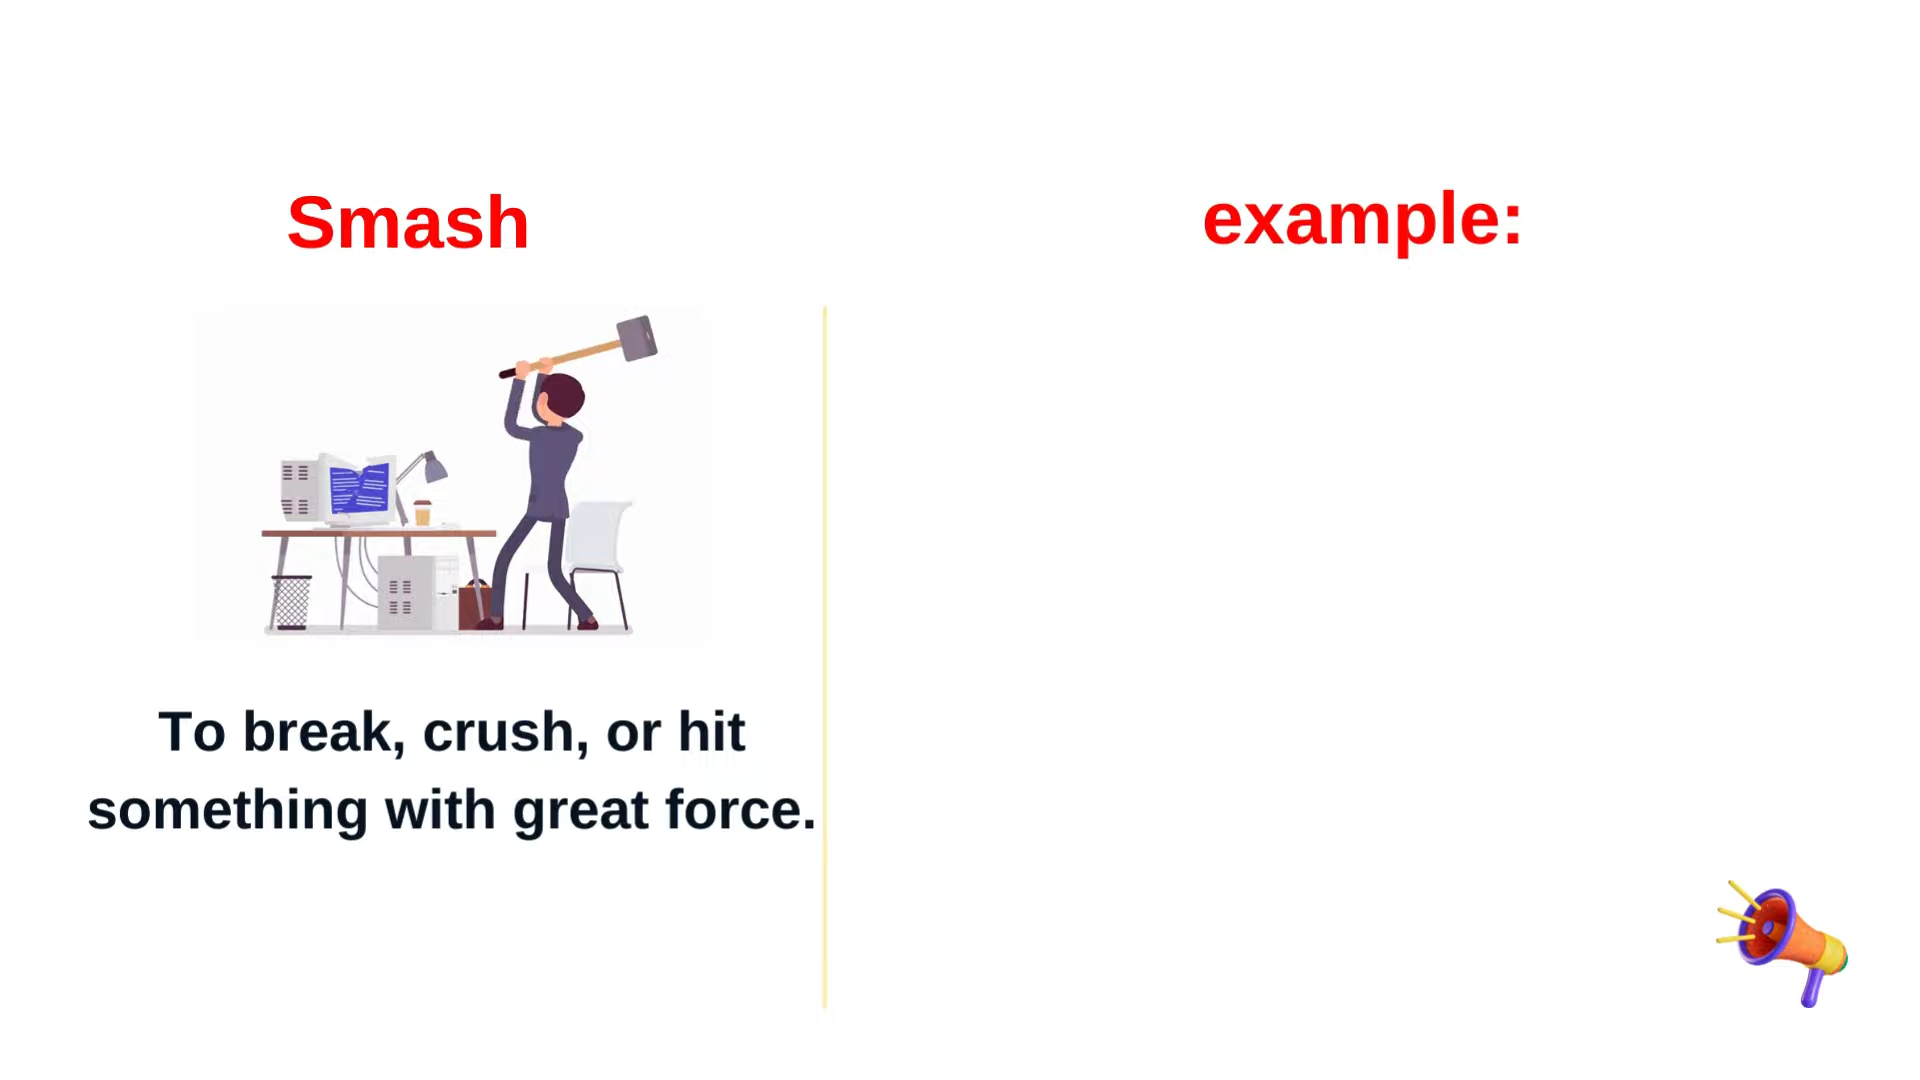 Smash
To break, crush, or hit
something with great force.
example: